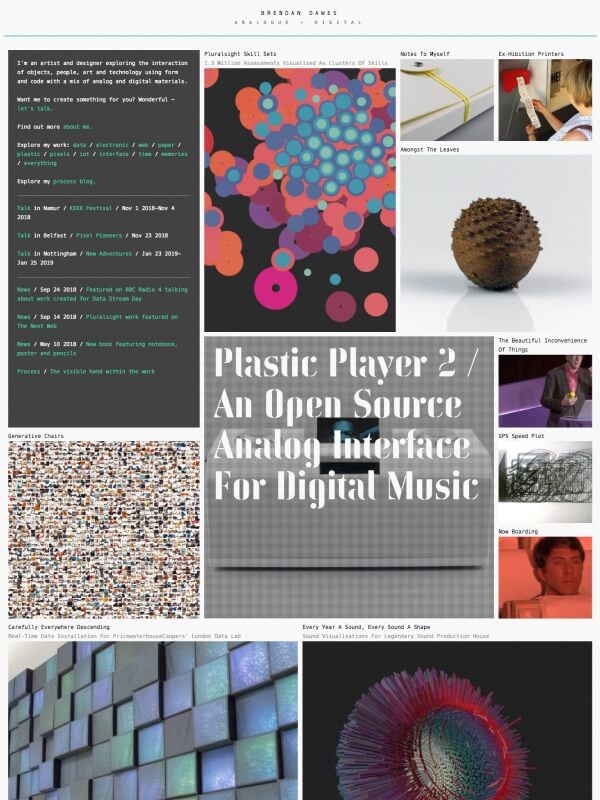 BRENDAN DAWES
ANALOGUE + DIGITAL
I'm an artist and designer exploring the interaction
of objects, people, art and technology using form
and code with a mix of analog and digital materials.
Want me to create something for you? Wonderful –
let's talk.
Find out more about me.
Explore my work: data / electronic / web / paper /
plastic / pixels / iot / interface / time / memories
/ everything
Explore my process blog.
Talk in Namur / KIKK Festival / Nov 1 2018–Nov 4
2018
Talk in Belfast / Pixel Pioneers / Nov 23 2018
Talk in Nottingham / New Adventures / Jan 23 2019–
Jan 25 2019
News / Sep 24 2018 / Featured on BBC Radio 4 talking
about work created for Data Stream Day
News / Sep 16 2018 / Pluralsight work featured on
The Next Web
News / May 10 2018 / New book featuring notebook,
poster and pencils
Process / The visible hand within the work
Pluralsight Skill Sets
1.3 Million Assessments Visualised As Clusters Of Skills
Notes To Myself
Ex-Hibition Printers
Amongst The Leaves
Plastic Player 2 /
An Open Source
Analog Interface
For Digital Music
The Beautiful Inconvenience
Of Things
GPS Speed Plot
Now Boarding
Generative Chairs
Carefully Everywhere Descending
Real-Time Data Installation For PricewaterhouseCoopers' London Data Lab
Every Year A Sound, Every Sound A Shape
Sound Visualisations For Legendary Sound Production House